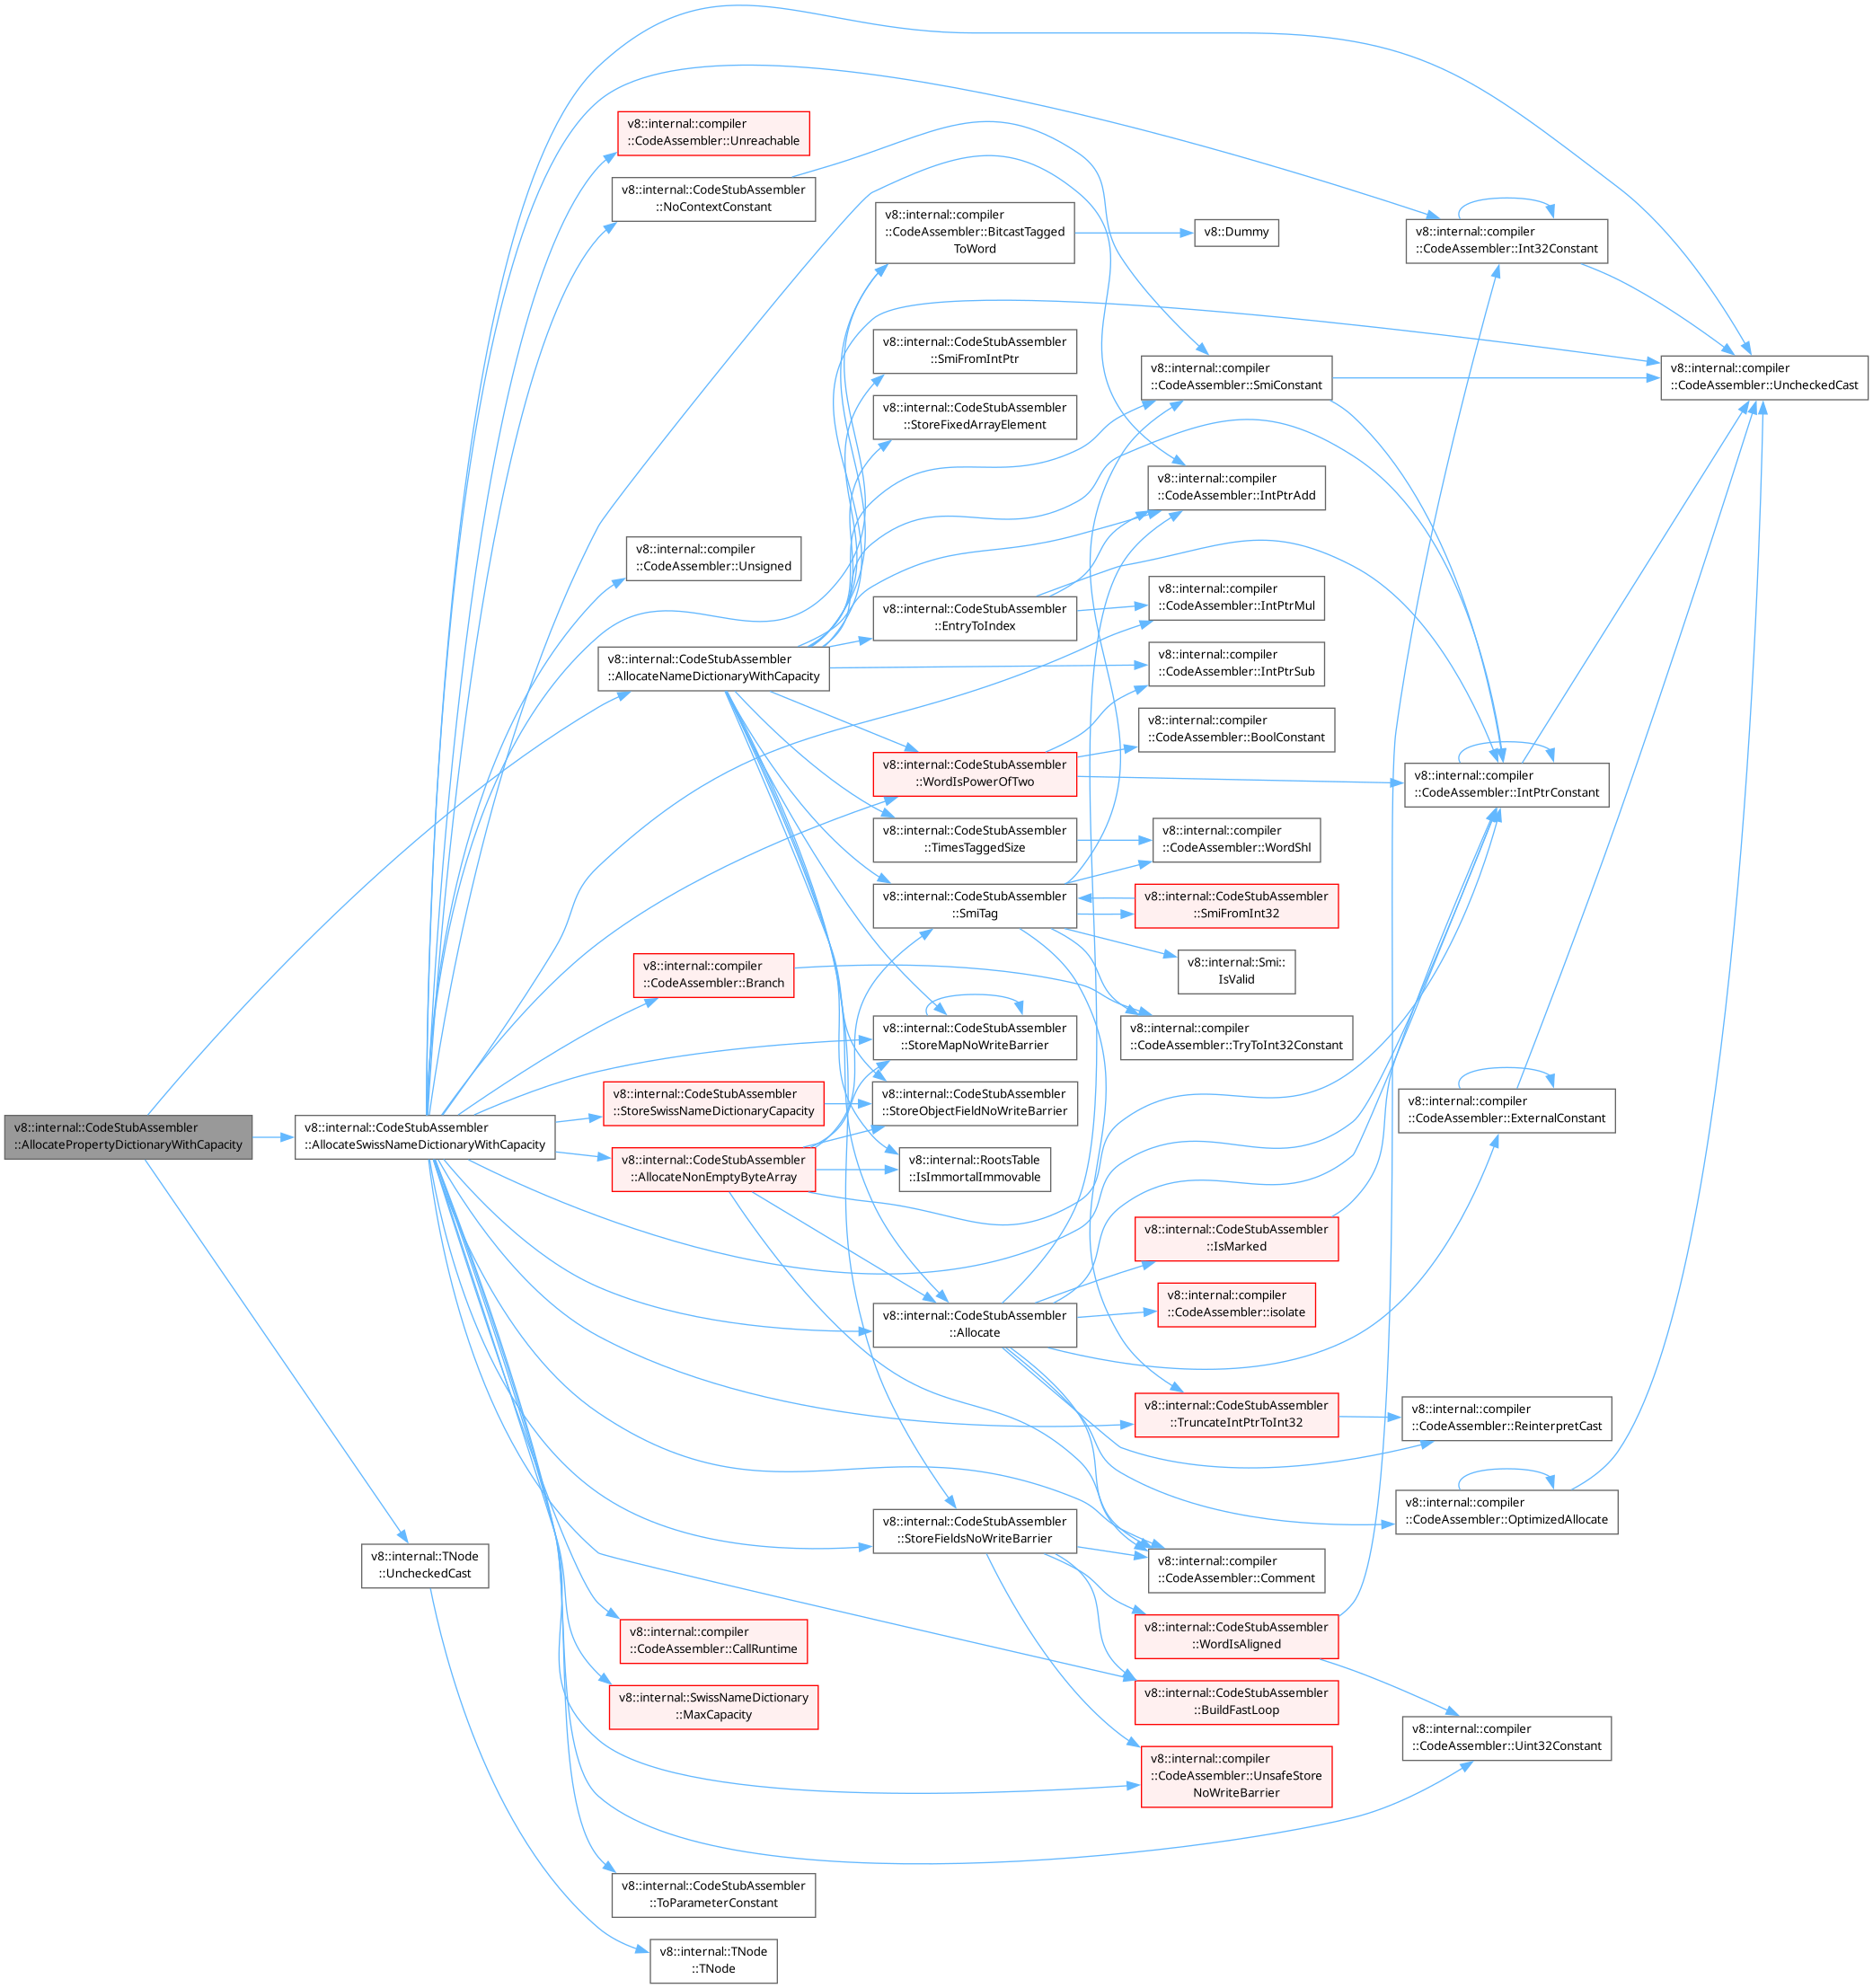 v8::internal::CodeStubAssembler
::AllocatePropertyDictionaryWithCapacity
v8::internal::CodeStubAssembler
::AllocateSwissNameDictionaryWithCapacity
v8::internal::TNode
::UncheckedCast
v8::internal::compiler
::CodeAssembler::Unreachable
v8::internal::CodeStubAssembler
::NoContextConstant
v8::internal::compiler
::CodeAssembler::Unsigned
v8::internal::CodeStubAssembler
::AllocateNameDictionaryWithCapacity
v8::internal::compiler
::CodeAssembler::Branch
v8::internal::CodeStubAssembler
::StoreSwissNameDictionaryCapacity
v8::internal::CodeStubAssembler
::AllocateNonEmptyByteArray
v8::internal::compiler
::CodeAssembler::CallRuntime
v8::internal::SwissNameDictionary
::MaxCapacity
v8::internal::CodeStubAssembler
::ToParameterConstant
v8::internal::TNode
::TNode
v8::internal::compiler
::CodeAssembler::BitcastTagged
ToWord
v8::internal::CodeStubAssembler
::SmiFromIntPtr
v8::internal::CodeStubAssembler
::StoreFixedArrayElement
v8::internal::CodeStubAssembler
::EntryToIndex
v8::internal::CodeStubAssembler
::WordIsPowerOfTwo
v8::internal::CodeStubAssembler
::TimesTaggedSize
v8::internal::CodeStubAssembler
::SmiTag
v8::internal::CodeStubAssembler
::StoreMapNoWriteBarrier
v8::internal::CodeStubAssembler
::StoreObjectFieldNoWriteBarrier
v8::internal::RootsTable
::IsImmortalImmovable
v8::internal::CodeStubAssembler
::Allocate
v8::internal::CodeStubAssembler
::StoreFieldsNoWriteBarrier
v8::Dummy
v8::internal::compiler
::CodeAssembler::SmiConstant
v8::internal::compiler
::CodeAssembler::IntPtrAdd
v8::internal::compiler
::CodeAssembler::IntPtrMul
v8::internal::compiler
::CodeAssembler::IntPtrSub
v8::internal::compiler
::CodeAssembler::BoolConstant
v8::internal::compiler
::CodeAssembler::WordShl
v8::internal::CodeStubAssembler
::SmiFromInt32
v8::internal::Smi::
IsValid
v8::internal::compiler
::CodeAssembler::TryToInt32Constant
v8::internal::CodeStubAssembler
::IsMarked
v8::internal::compiler
::CodeAssembler::isolate
v8::internal::CodeStubAssembler
::TruncateIntPtrToInt32
v8::internal::compiler
::CodeAssembler::Comment
v8::internal::CodeStubAssembler
::WordIsAligned
v8::internal::CodeStubAssembler
::BuildFastLoop
v8::internal::compiler
::CodeAssembler::UnsafeStore
NoWriteBarrier
v8::internal::compiler
::CodeAssembler::Int32Constant
v8::internal::compiler
::CodeAssembler::IntPtrConstant
v8::internal::compiler
::CodeAssembler::ExternalConstant
v8::internal::compiler
::CodeAssembler::ReinterpretCast
v8::internal::compiler
::CodeAssembler::OptimizedAllocate
v8::internal::compiler
::CodeAssembler::Uint32Constant
v8::internal::compiler
::CodeAssembler::UncheckedCast